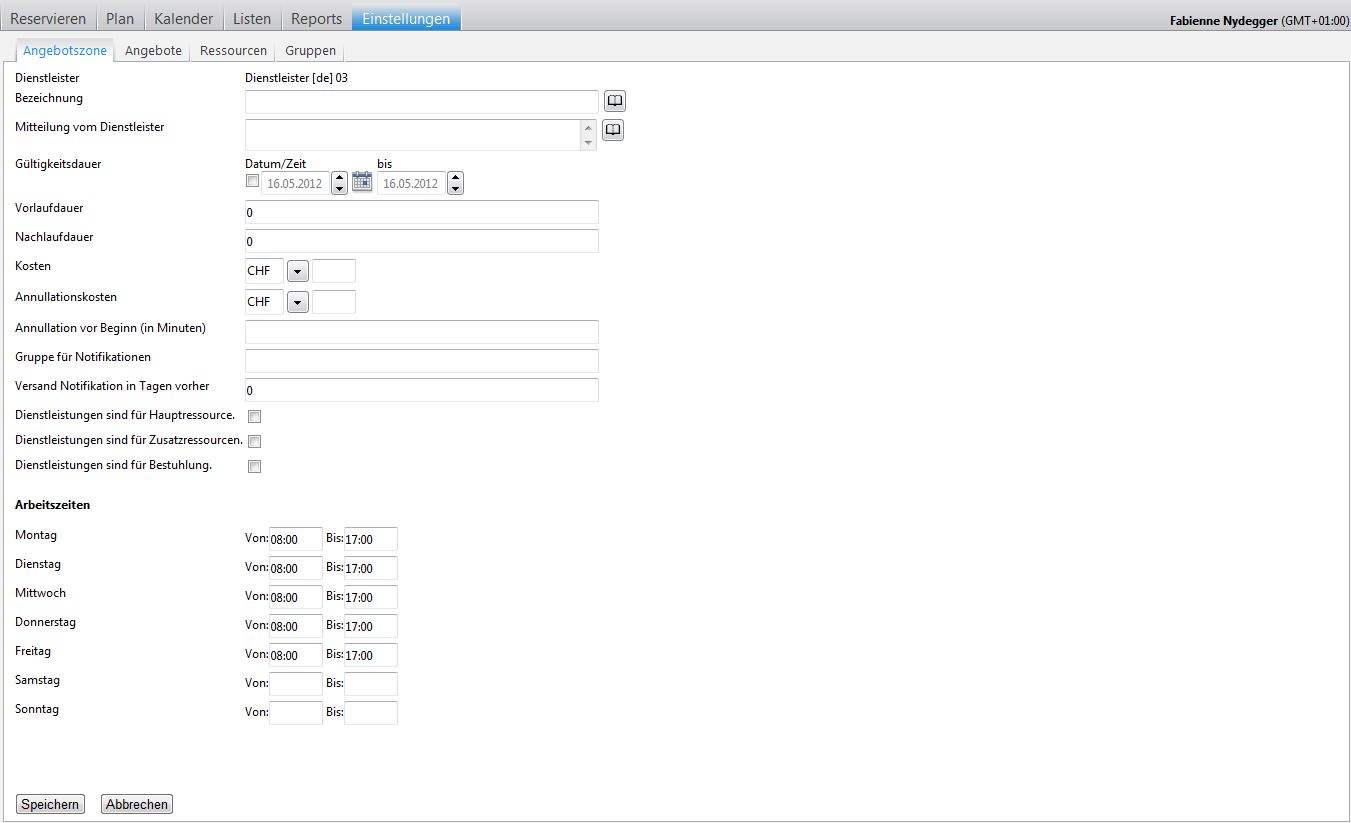 Reservieren Plan Kalender Listen Reports Einstellungen Fabienne Nydegger (GMT+01:00)
Angebotszone Angebote Ressourcen Gruppen
Dienstleister Dienstleister [de] 03
Bezeichnung
Mitteilung vom Dienstleister
Gültigkeitsdauer Datum/Zeit bis
16.05.2012 16.05.2012
Vorlaufdauer 0
Nachlaufdauer 0
Kosten CHF
Annullationskosten CHF
Annullation vor Beginn (in Minuten)
Gruppe für Notifikationen
Versand Notifikation in Tagen vorher 0
Dienstleistungen sind für Hauptressource.
Dienstleistungen sind für Zusatzressourcen.
Dienstleistungen sind für Bestuhlung.
Arbeitszeiten
Montag Von: 08:00 Bis: 17:00
Dienstag Von: 08:00 Bis: 17:00
Mittwoch Von: 08:00 Bis: 17:00
Donnerstag Von: 08:00 Bis: 17:00
Freitag Von: 08:00 Bis: 17:00
Samstag Von: Bis:
Sonntag Von: Bis:
Speichern Abbrechen